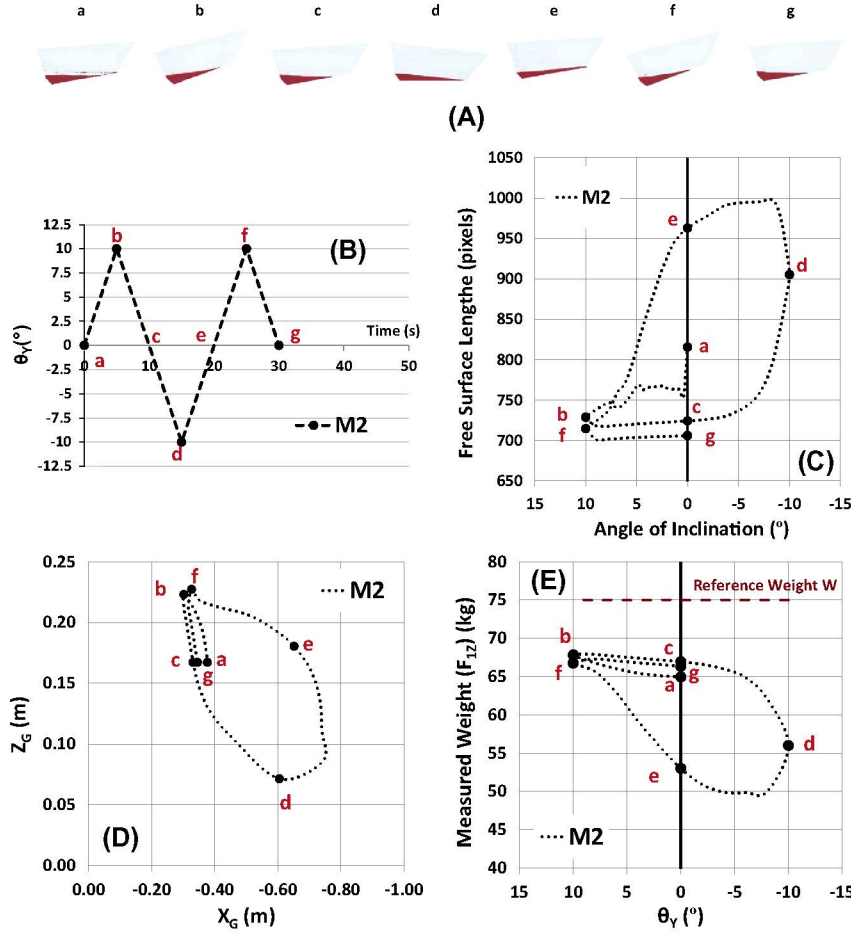 a b c d e f g
(A)
(B)
12.5
10
7.5
5
2.5
0
-2.5
-5
-7.5
-10
-12.5
θY(°)
0 10 20 30 40 50
Time (s)
a
b
c
d
e
f
g
M2
(C)
1050
1000
950
900
850
800
750
700
650
Free Surface Lengthe (pixels)
M2
e
d
a
c
b
f
g
15 10 5 0 -5 -10 -15
Angle of Inclination (°)
(D)
0.25
0.20
0.15
0.10
0.05
0.00
ZG (m)
M2
b f
e
c a
g
d
0.00 -0.20 -0.40 -0.60 -0.80 -1.00
XG (m)
(E)
80
75
70
65
60
55
50
45
40
Measured Weight (F1Z) (kg)
Reference Weight W
b
c
f
g
a
d
e
M2
15 10 5 0 -5 -10 -15
θY (°)